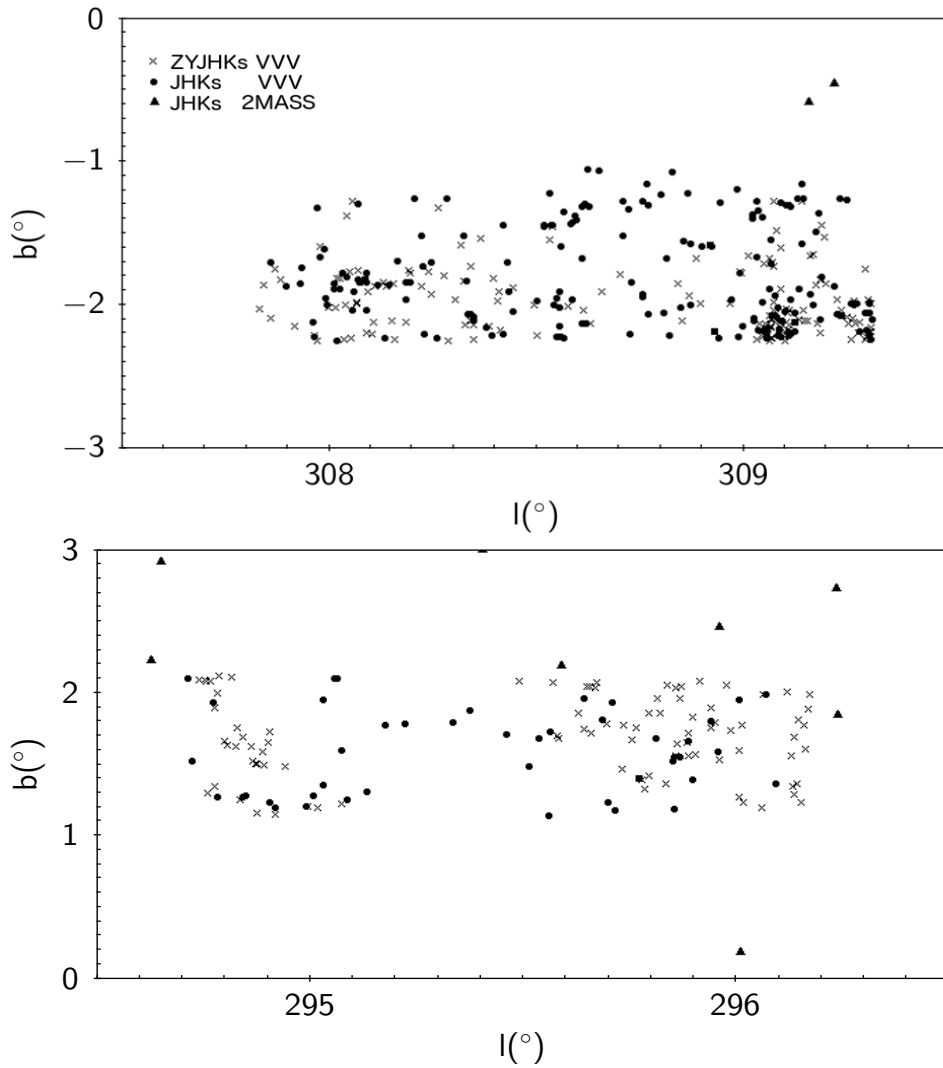 0
× ZYJHKs VVV
● JHKs VVV
▲ JHKs 2MASS
−1
b(°)
−2
−3
308 309
l(°)
3
2
b(°)
1
0
295 296
l(°)